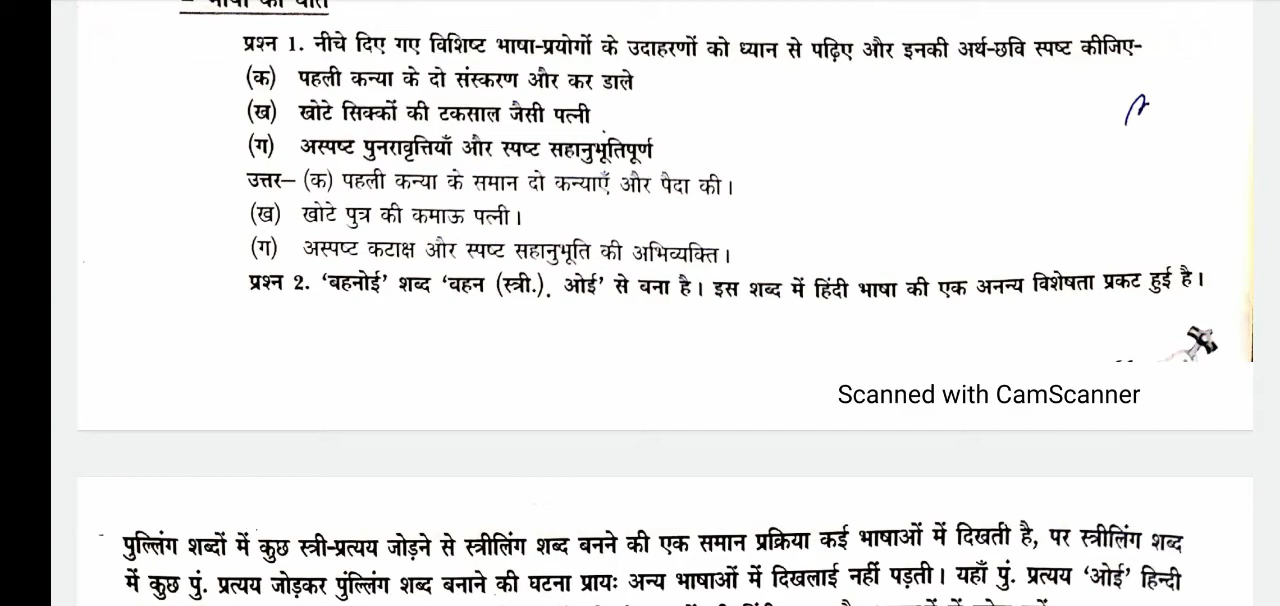 भाषा की बात
प्रश्न 1. नीचे दिए गए विशिष्ट भाषा-प्रयोगों के उदाहरणों को ध्यान से पढ़िए और इनकी अर्थ-छवि स्पष्ट कीजिए-
(क) पहली कन्या के दो संस्करण और कर डाले
(ख) खोटे सिक्कों की टकसाल जैसी पत्नी
(ग) अस्पष्ट पुनरावृत्तियाँ और स्पष्ट सहानुभूतिपूर्ण
उत्तर– (क) पहली कन्या के समान दो कन्याएँ और पैदा की।
(ख) खोटे पुत्र की कमाऊ पत्नी।
(ग) अस्पष्ट कटाक्ष और स्पष्ट सहानुभूति की अभिव्यक्ति।
प्रश्न 2. ‘बहनोई’ शब्द ‘वहन (स्त्री.). ओई’ से वना है। इस शब्द में हिंदी भाषा की एक अनन्य विशेषता प्रकट हुई है।
Scanned with CamScanner
पुल्लिंग शब्दों में कुछ स्त्री-प्रत्यय जोड़ने से स्त्रीलिंग शब्द बनने की एक समान प्रक्रिया कई भाषाओं में दिखती है, पर स्त्रीलिंग शब्द
में कुछ पुं. प्रत्यय जोड़कर पुंल्लिंग शब्द बनाने की घटना प्रायः अन्य भाषाओं में दिखलाई नहीं पड़ती। यहाँ पुं. प्रत्यय ‘ओई’ हिन्दी